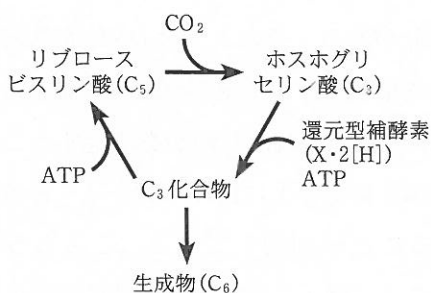 CO₂
リブロース
ビスリン酸(C₅)
ホスホグリ
セリン酸(C₃)
還元型補酵素
(X・2[H])
ATP
ATP
C₃化合物
生成物(C₆)